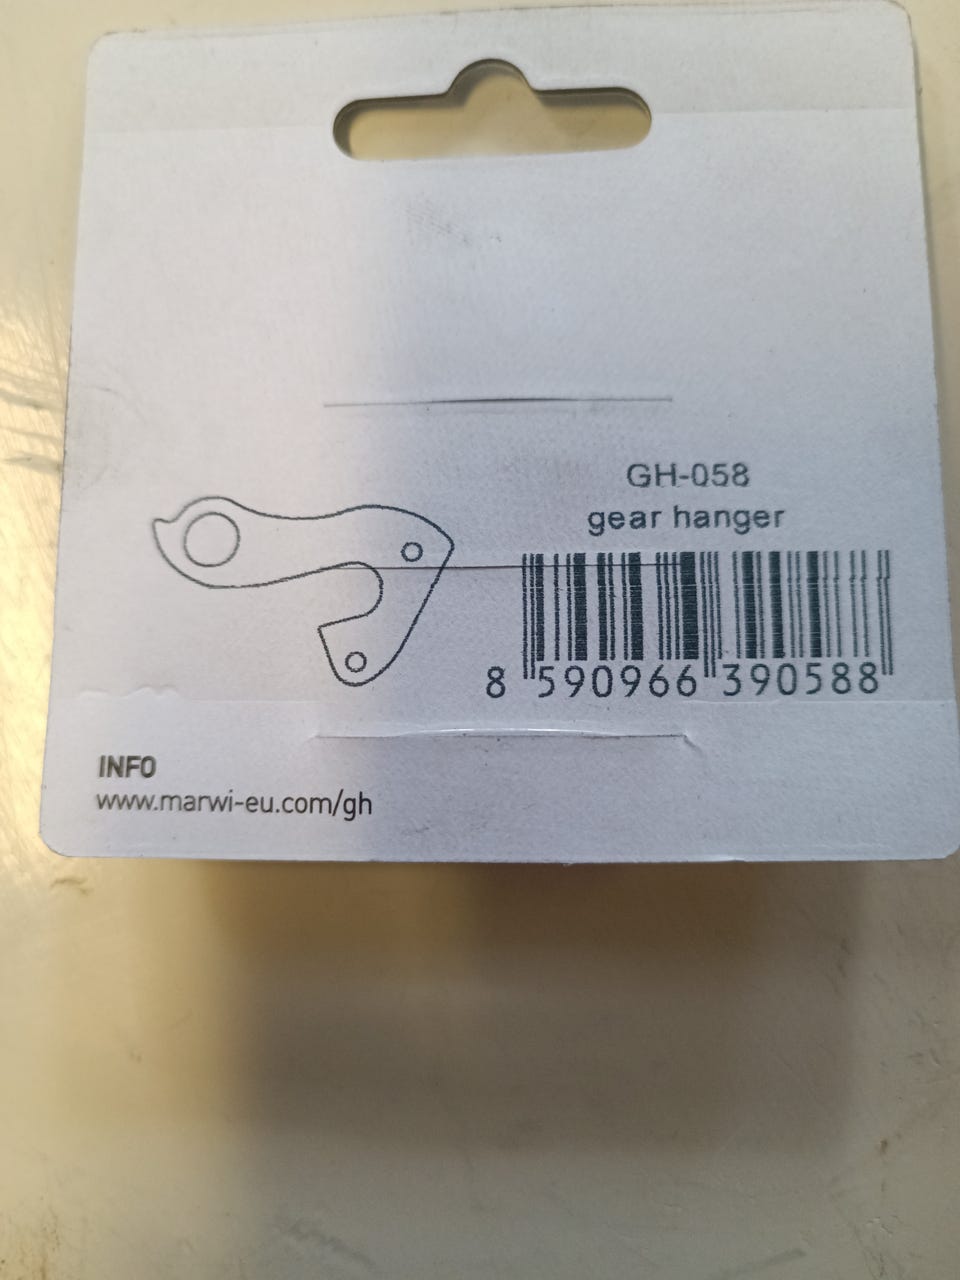 GH-058
gear hanger
8 590966 390588
INFO
www.marwi-eu.com/gh